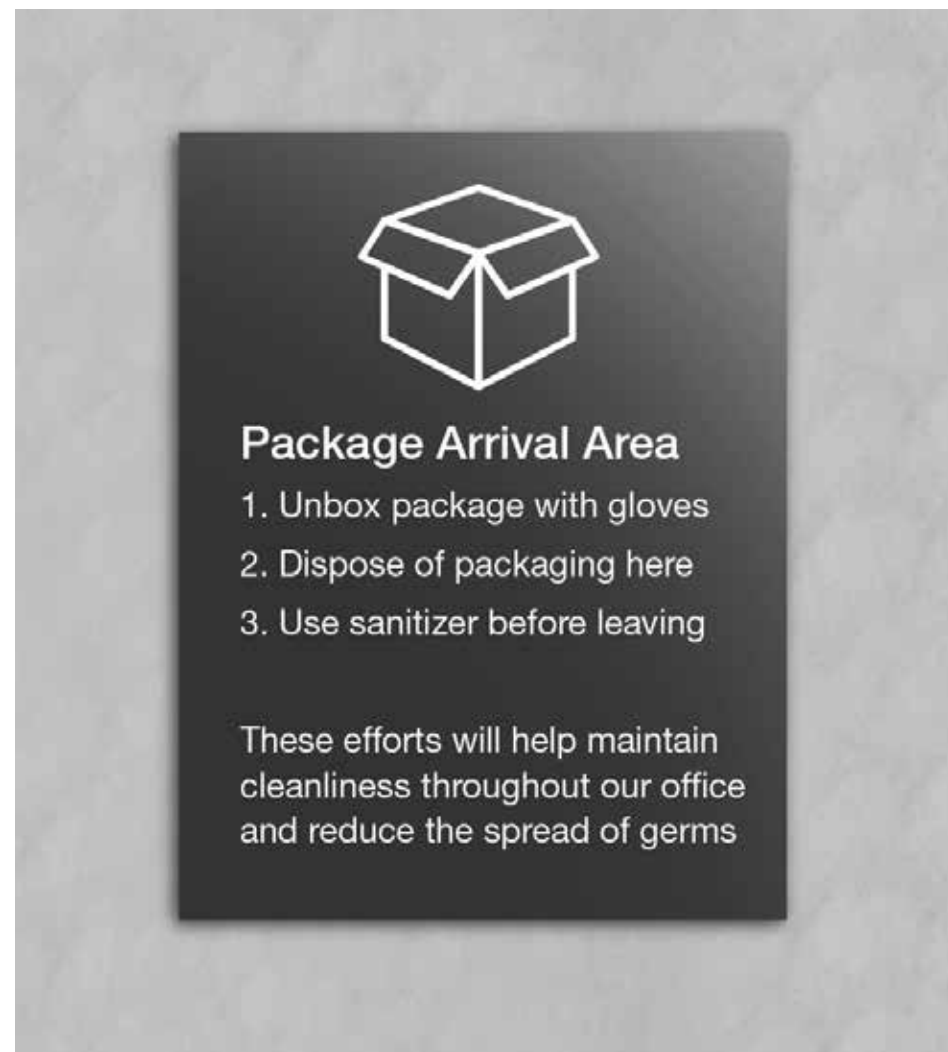 Package Arrival Area
1. Unbox package with gloves
2. Dispose of packaging here
3. Use sanitizer before leaving
These efforts will help maintain
cleanliness throughout our office
and reduce the spread of germs